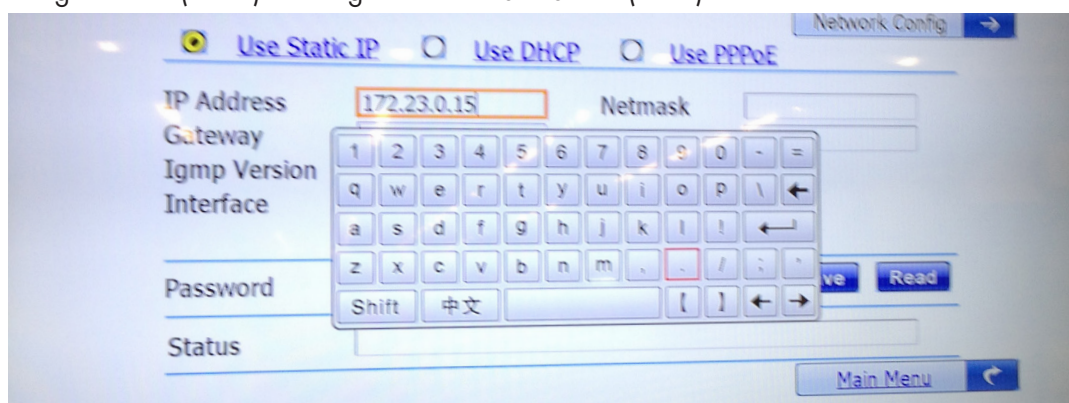 Network Config
Use Static IP Use DHCP Use PPPoE
IP Address 172.23.0.15 Netmask
Gateway
Igmp Version
Interface
1 2 3 4 5 6 7 8 9 0 - =
q w e r t y u i o p \ ←
a s d f g h j k l ! ↵
z x c v b n m , . / ; `
Shift 中文 [ ] ← →
Password ve Read
Status
Main Menu